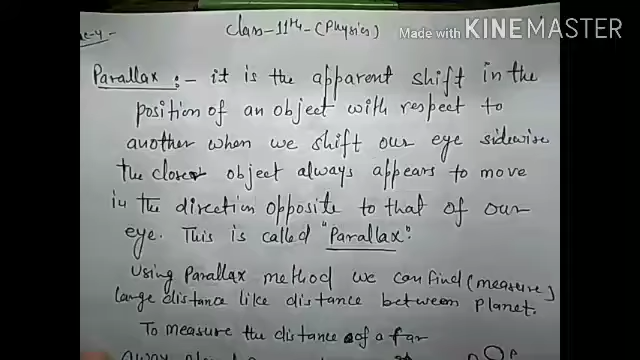 Class-11th-(Physics)
Made with KINEMASTER
Parallax:- it is the apparent shift in the
position of an object with respect to
another when we shift our eye sidewise
the closer object always appears to move
in the direction opposite to that of our
eye. This is called "Parallax".
Using Parallax method we can find (measure)
large distance like distance between planet.
To measure the distance of a far
away